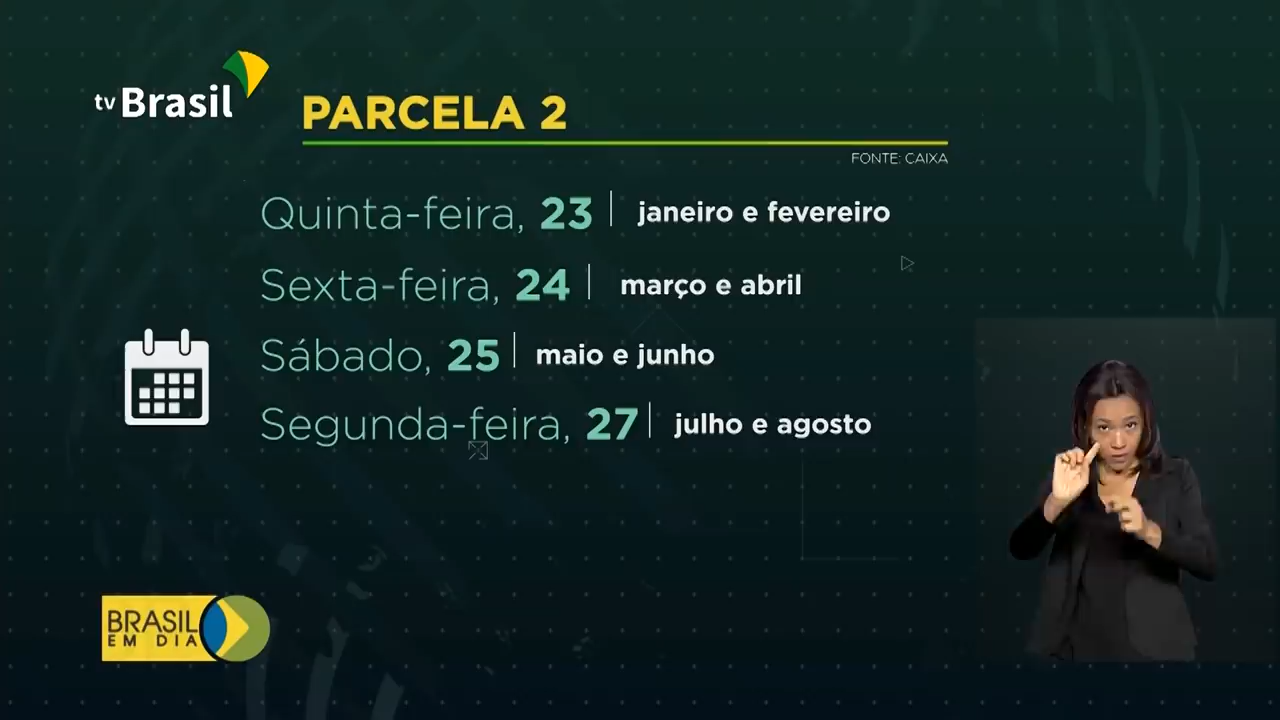 tv Brasil
PARCELA 2
FONTE: CAIXA
Quinta-feira, 23 | janeiro e fevereiro
Sexta-feira, 24 | março e abril
Sábado, 25 | maio e junho
Segunda-feira, 27 | julho e agosto
BRASIL
EM DIA